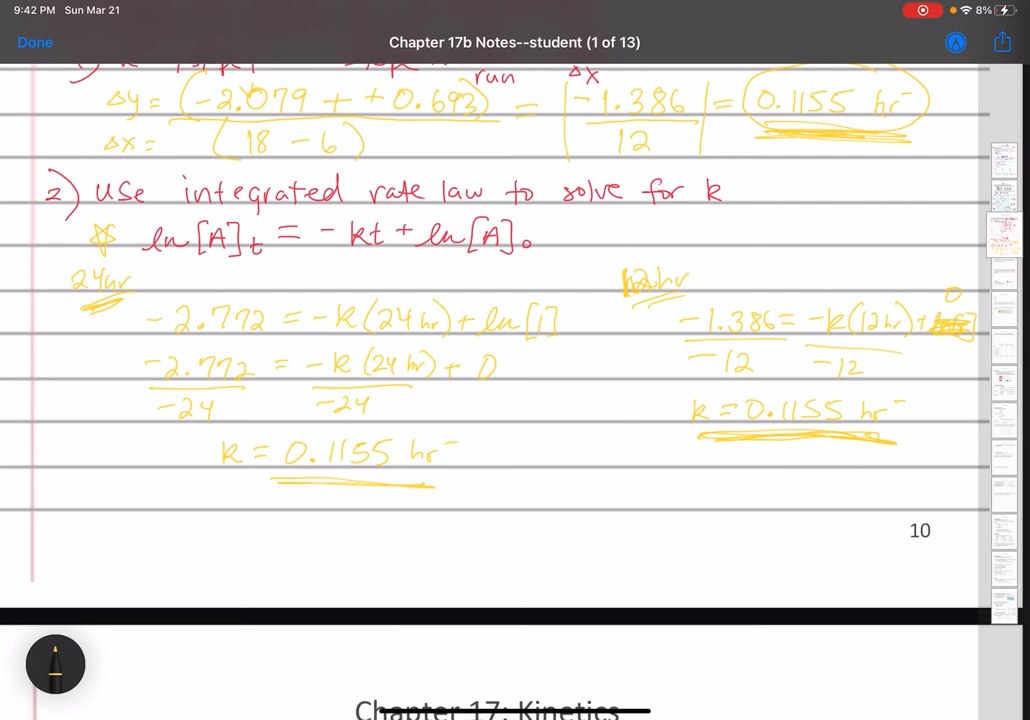 9:42 PM Sun Mar 21 8%
Done Chapter 17b Notes--student (1 of 13)
run Δx
Δy = (-2.079 + +0.693) = |-1.386| = 0.1155 hr⁻
Δx = (18 - 6) 12
2) Use integrated rate law to solve for k
☆ ln[A]t = - kt + ln[A]₀
24hr 12hr
-2.772 = -k(24hr) + ln[1] -1.386 = -k(12hr) + 0
-12 -12
-2.772 = -k(24 hr) + 0
-24 -24
k = 0.1155 hr⁻
k = 0.1155 hr⁻
10
Chapter 17: Kinetics